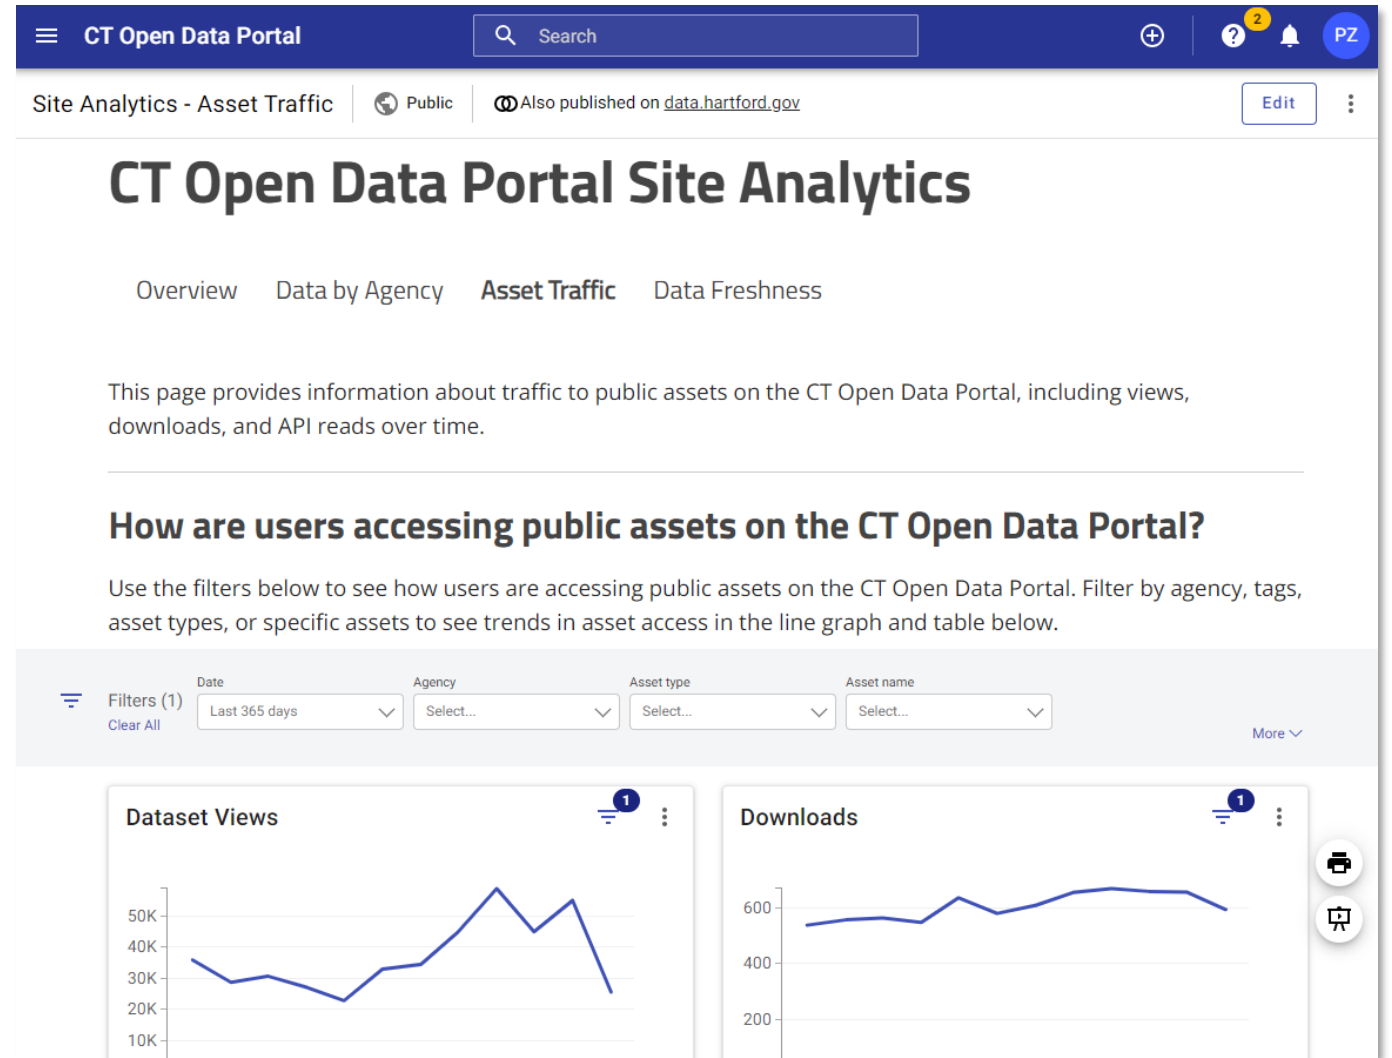 CT Open Data Portal
Search
2
PZ
Site Analytics - Asset Traffic
Public
Also published on data.hartford.gov
Edit
CT Open Data Portal Site Analytics
Overview
Data by Agency
Asset Traffic
Data Freshness
This page provides information about traffic to public assets on the CT Open Data Portal, including views,
downloads, and API reads over time.
How are users accessing public assets on the CT Open Data Portal?
Use the filters below to see how users are accessing public assets on the CT Open Data Portal. Filter by agency, tags,
asset types, or specific assets to see trends in asset access in the line graph and table below.
Filters (1)
Clear All
Date
Last 365 days
Agency
Select...
Asset type
Select...
Asset name
Select...
More
Dataset Views
1
50K
40K
30K
20K
10K
Downloads
1
600
400
200